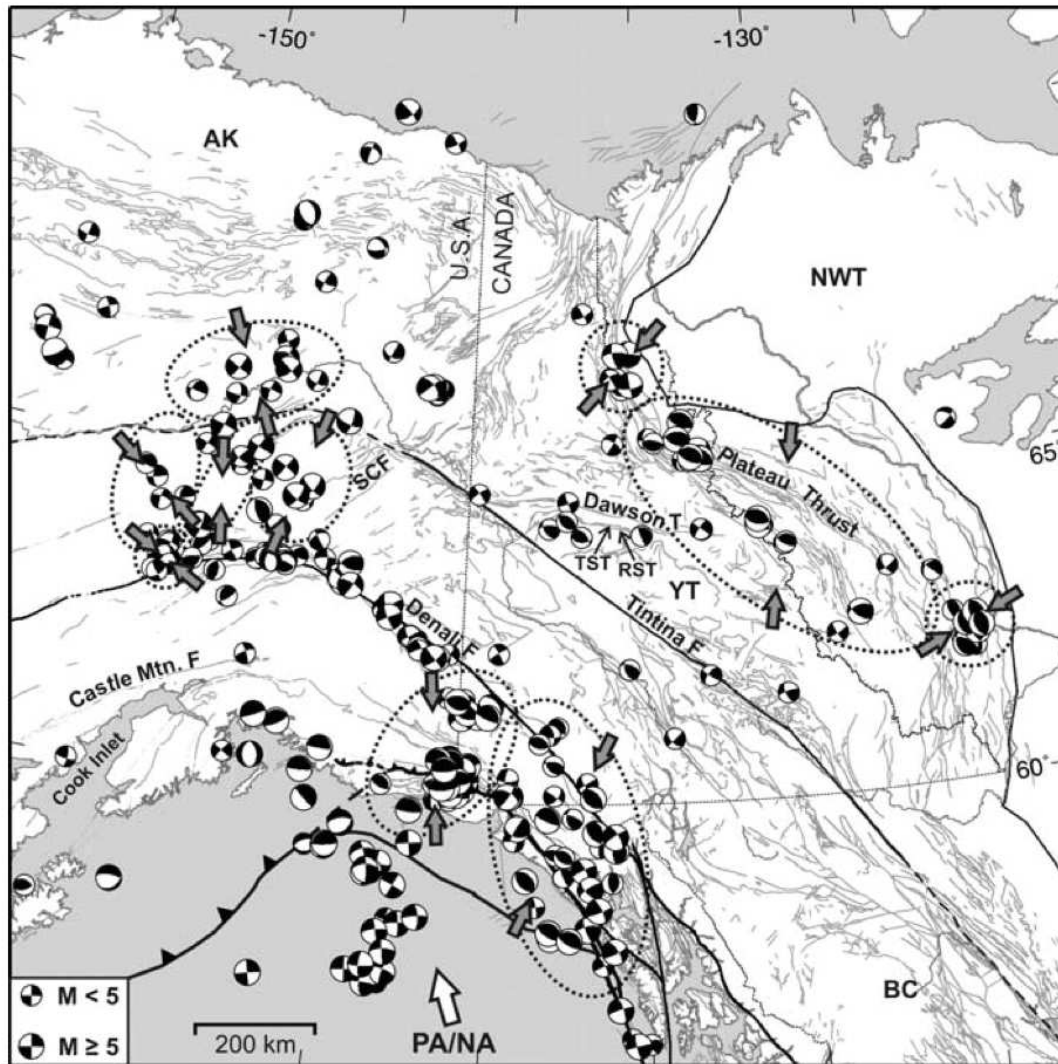 -150°
-130°
AK
U.S.A
CANADA
NWT
65
SCF
Plateau Thrust
Dawson T
TST
RST
YT
Tintina F
Denali F
Castle Mtn. F
Cook Inlet
60°
BC
M < 5
M ≥ 5
200 km
PA/NA